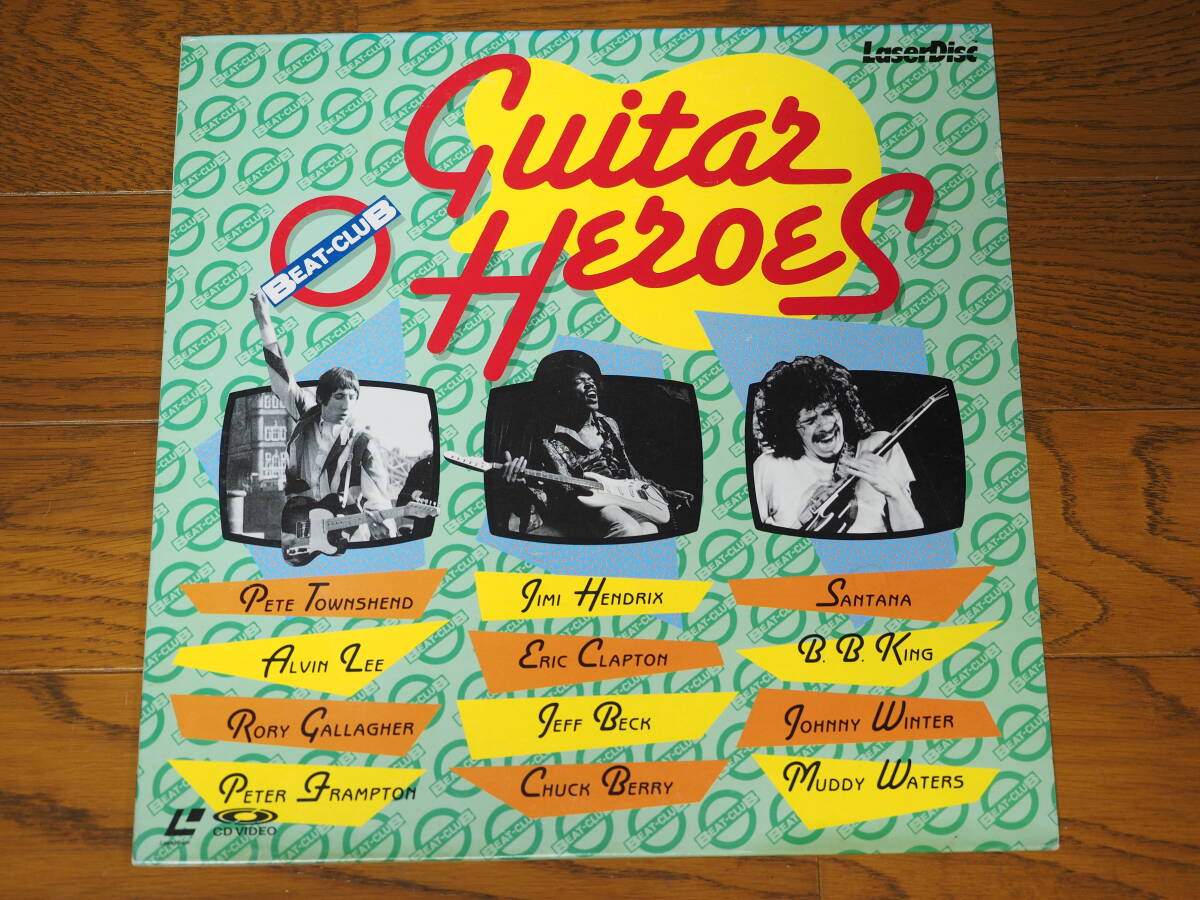 LaserDisc
Guitar
HEROES
BEAT-CLUB
PETE TOWNSHEND
JIMI HENDRIX
SANTANA
ALVIN LEE
ERIC CLAPTON
B. B. KING
RORY GALLAGHER
JEFF BECK
JOHNNY WINTER
PETER FRAMPTON
CHUCK BERRY
MUDDY WATERS
CD VIDEO